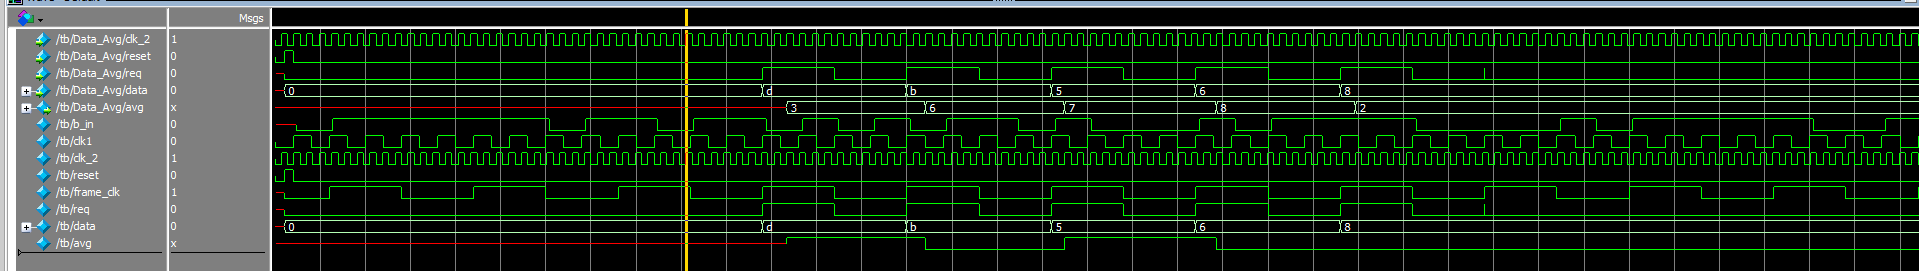 Msgs
/tb/Data_Avg/clk_2 1
/tb/Data_Avg/reset 0
/tb/Data_Avg/req 0
/tb/Data_Avg/data 0 0 d b 5 6 8
/tb/Data_Avg/avg x 3 6 7 8 2
/tb/b_in 0
/tb/clk1 0
/tb/clk_2 1
/tb/reset 0
/tb/frame_clk 1
/tb/req 0
/tb/data 0 0 d b 5 6 8
/tb/avg x